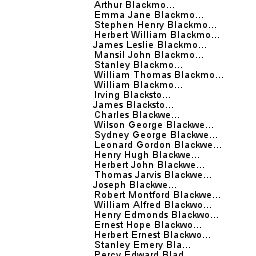 Arthur Blackmo...
Emma Jane Blackmo...
Stephen Henry Blackmo...
Herbert William Blackmo...
James Leslie Blackmo...
Mansil John Blackmo...
Stanley Blackmo...
William Thomas Blackmo...
William Blackmo...
Irving Blacksto...
James Blacksto...
Charles Blackwe...
Wilson George Blackwe...
Sydney George Blackwe...
Leonard Gordon Blackwe...
Henry Hugh Blackwe...
Herbert John Blackwe...
Thomas Jarvis Blackwe...
Joseph Blackwe...
Robert Montford Blackwe...
William Alfred Blackwo...
Henry Edmonds Blackwo...
Ernest Hope Blackwo...
Herbert Ernest Blackwo...
Stanley Emery Bla...
Percy Edward Blad...